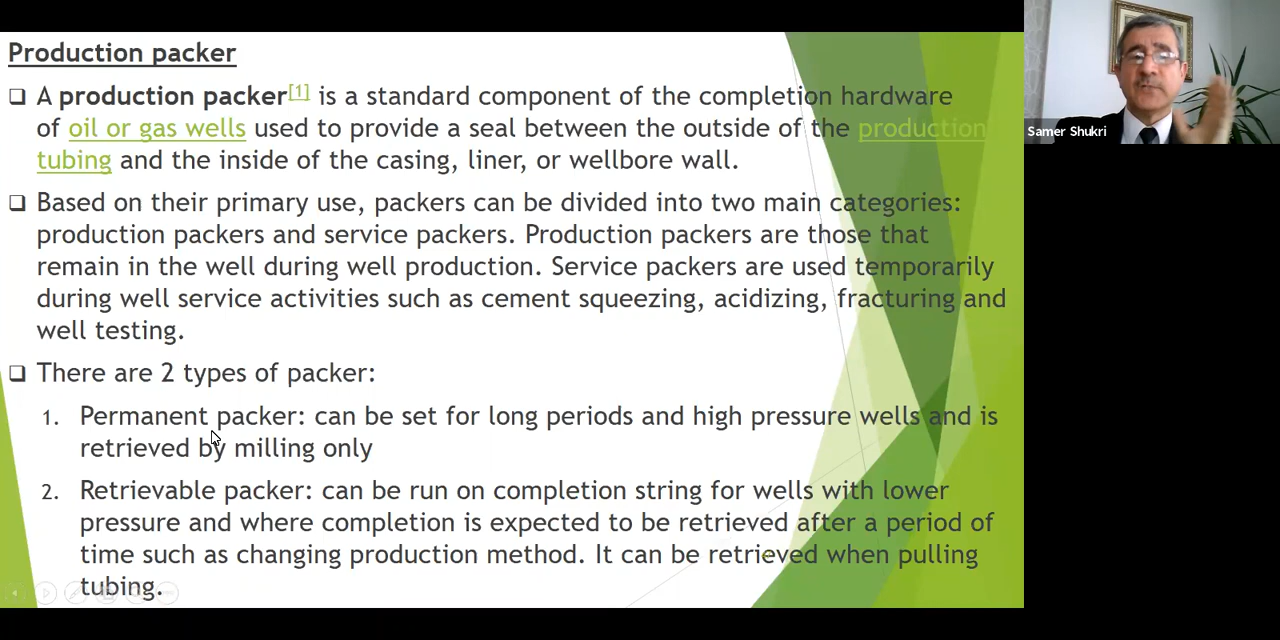 Production packer
❑ A production packer[1] is a standard component of the completion hardware
of oil or gas wells used to provide a seal between the outside of the production
tubing and the inside of the casing, liner, or wellbore wall.
❑ Based on their primary use, packers can be divided into two main categories:
production packers and service packers. Production packers are those that
remain in the well during well production. Service packers are used temporarily
during well service activities such as cement squeezing, acidizing, fracturing and
well testing.
❑ There are 2 types of packer:
1. Permanent packer: can be set for long periods and high pressure wells and is
retrieved by milling only
2. Retrievable packer: can be run on completion string for wells with lower
pressure and where completion is expected to be retrieved after a period of
time such as changing production method. It can be retrieved when pulling
tubing.
Samer Shukri